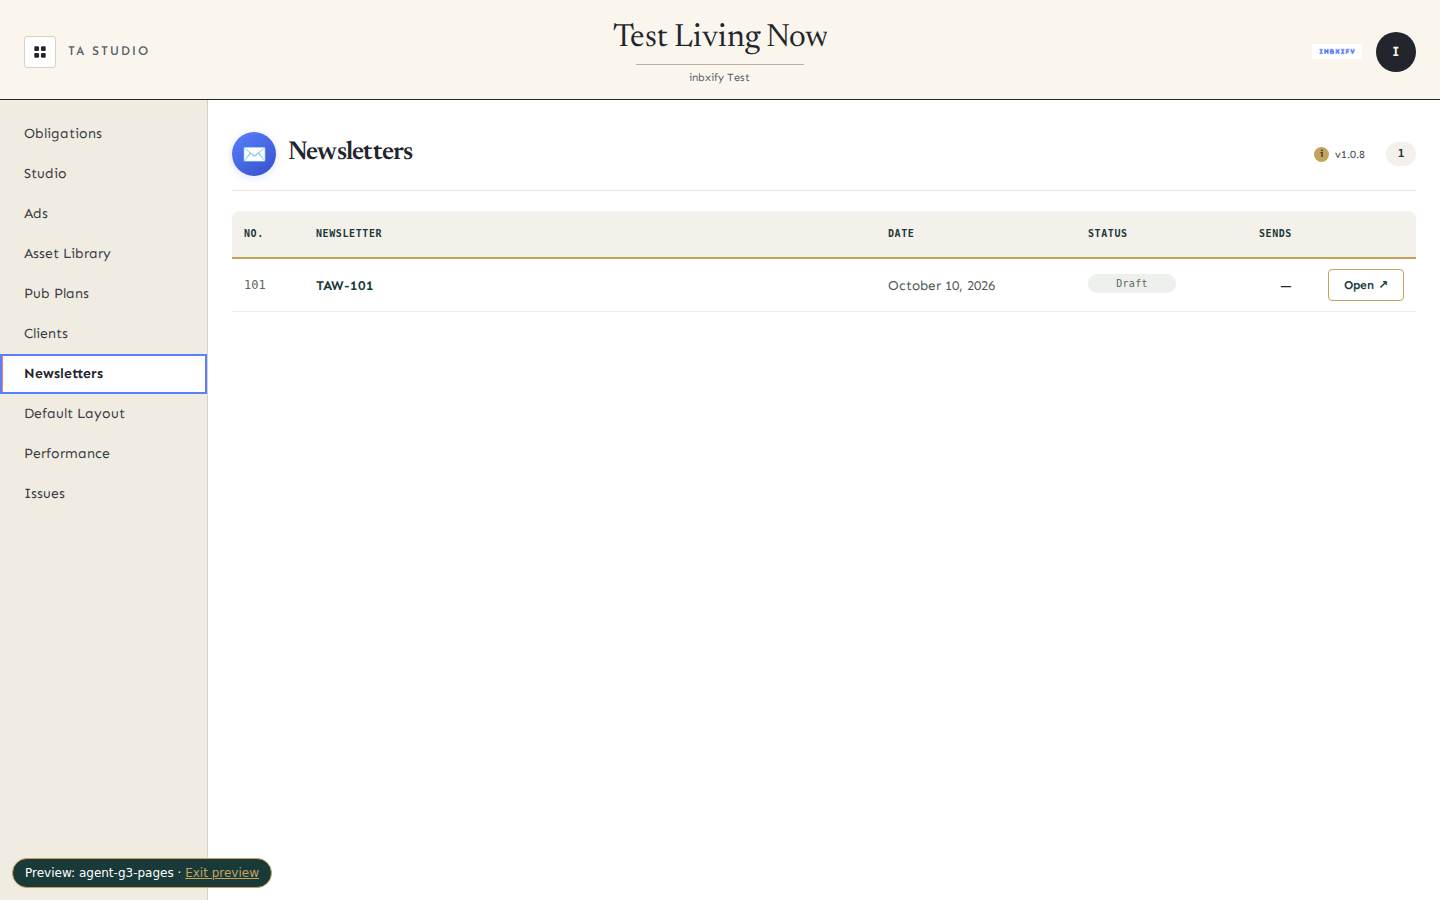 TA STUDIO
Test Living Now
inbxify Test
INBXIFY
I
Obligations
Studio
Ads
Asset Library
Pub Plans
Clients
Newsletters
Default Layout
Performance
Issues
Newsletters
i v1.0.8
1
NO. NEWSLETTER DATE STATUS SENDS
101 TAW-101 October 10, 2026 Draft — Open ↗
Preview: agent-g3-pages · Exit preview